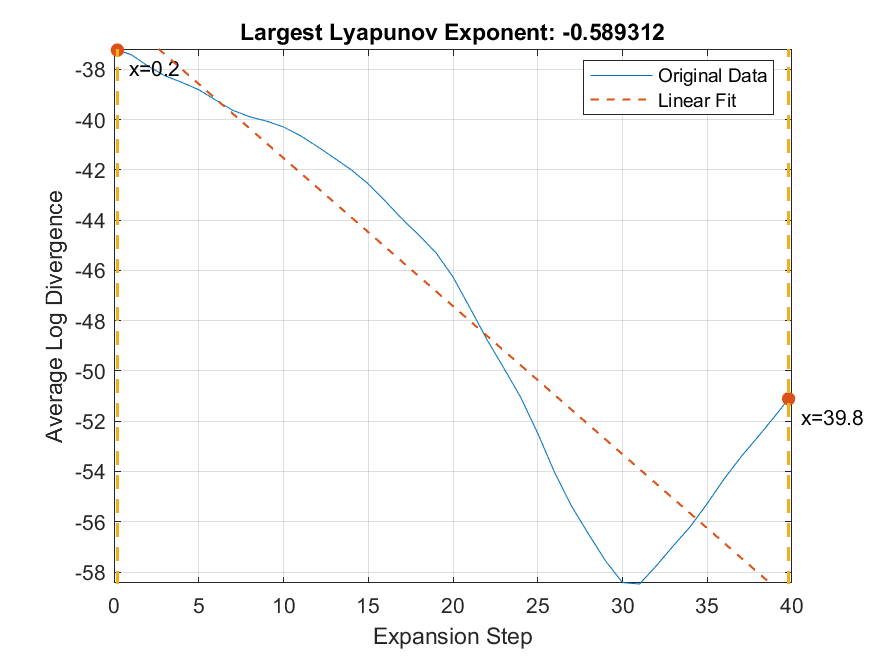 Largest Lyapunov Exponent: -0.589312
Original Data
Linear Fit
x=0.2
x=39.8
Average Log Divergence
-38
-40
-42
-44
-46
-48
-50
-52
-54
-56
-58
0 5 10 15 20 25 30 35 40
Expansion Step